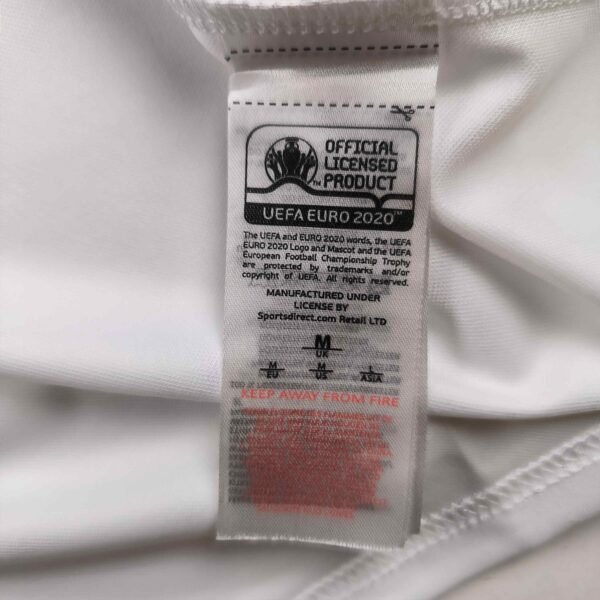 OFFICIAL
LICENSED
PRODUCT
TM
UEFA EURO 2020™
The UEFA and EURO 2020 words, the UEFA
EURO 2020 Logo and Mascot and the UEFA
European Football Championship Trophy
are protected by trademarks and/or
copyright of UEFA. All rights reserved.
MANUFACTURED UNDER
LICENSE BY
Sportsdirect.com Retail LTD
M
UK
M M L
EU US ASIA
KEEP AWAY FROM FIRE